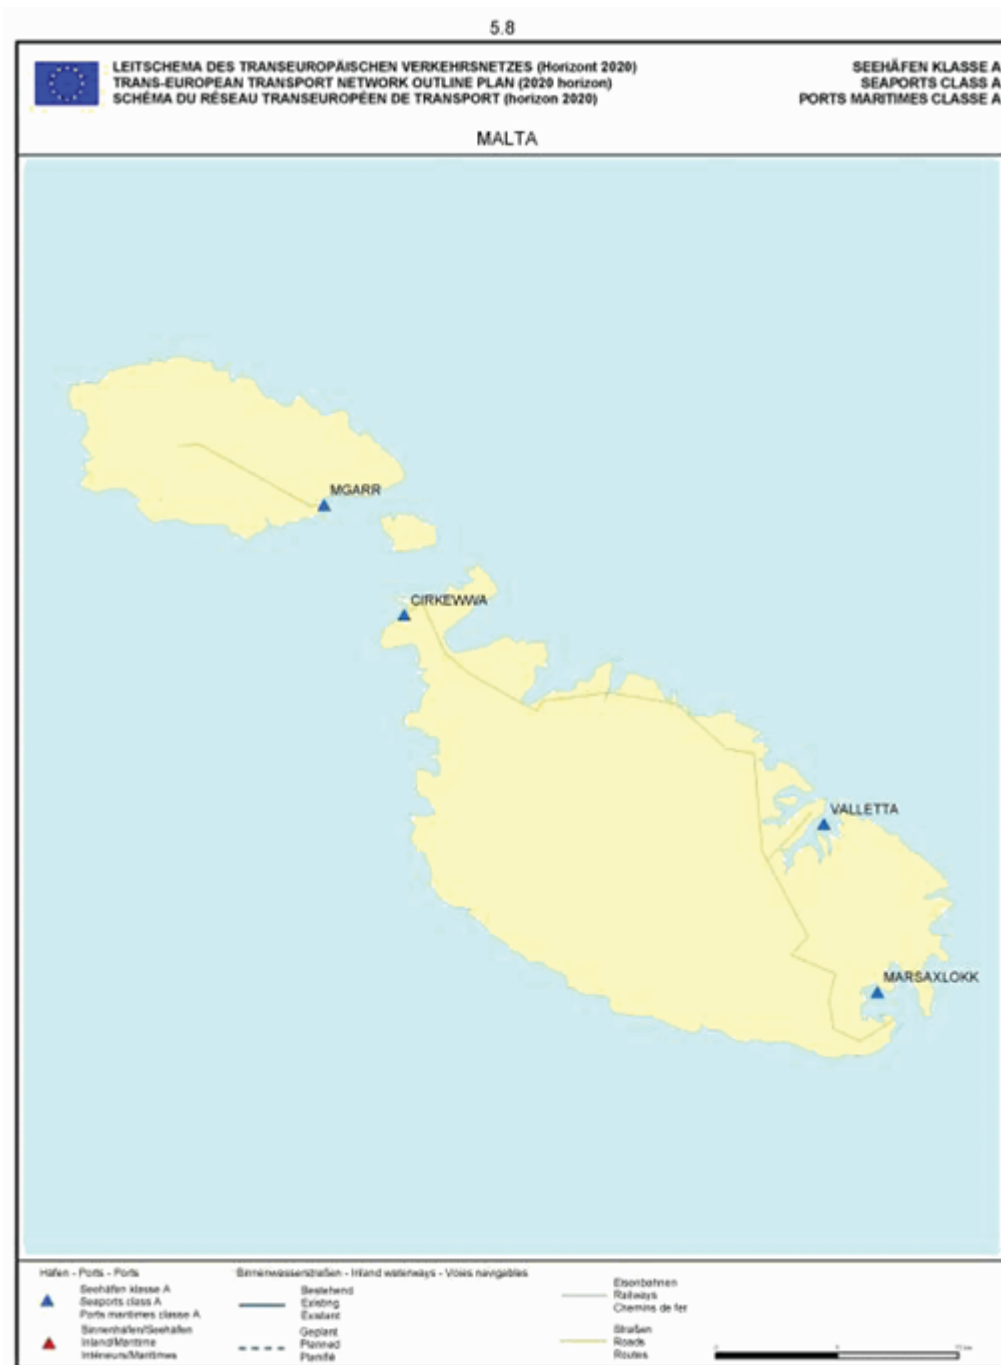 5.8
LEITSCHEMA DES TRANSEUROPÄISCHEN VERKEHRSNETZES (Horizont 2020)
TRANS-EUROPEAN TRANSPORT NETWORK OUTLINE PLAN (2020 horizon)
SCHÉMA DU RÉSEAU TRANSEUROPÉEN DE TRANSPORT (horizon 2020)
SEEHÄFEN KLASSE A
SEAPORTS CLASS A
PORTS MARITIMES CLASSE A
MALTA
MGARR
CIRKEWWA
VALLETTA
MARSAXLOKK
Häfen - Ports - Ports
Seehäfen klasse A
Seaports class A
Ports maritimes classe A
Binnenhäfen/Seehäfen
Inland/Maritime
Intérieurs/Maritimes
Binnenwasserstraßen - Inland waterways - Voies navigables
Bestehend
Existing
Existant
Geplant
Planned
Planifié
Eisenbahnen
Railways
Chemins de fer
Straßen
Roads
Routes